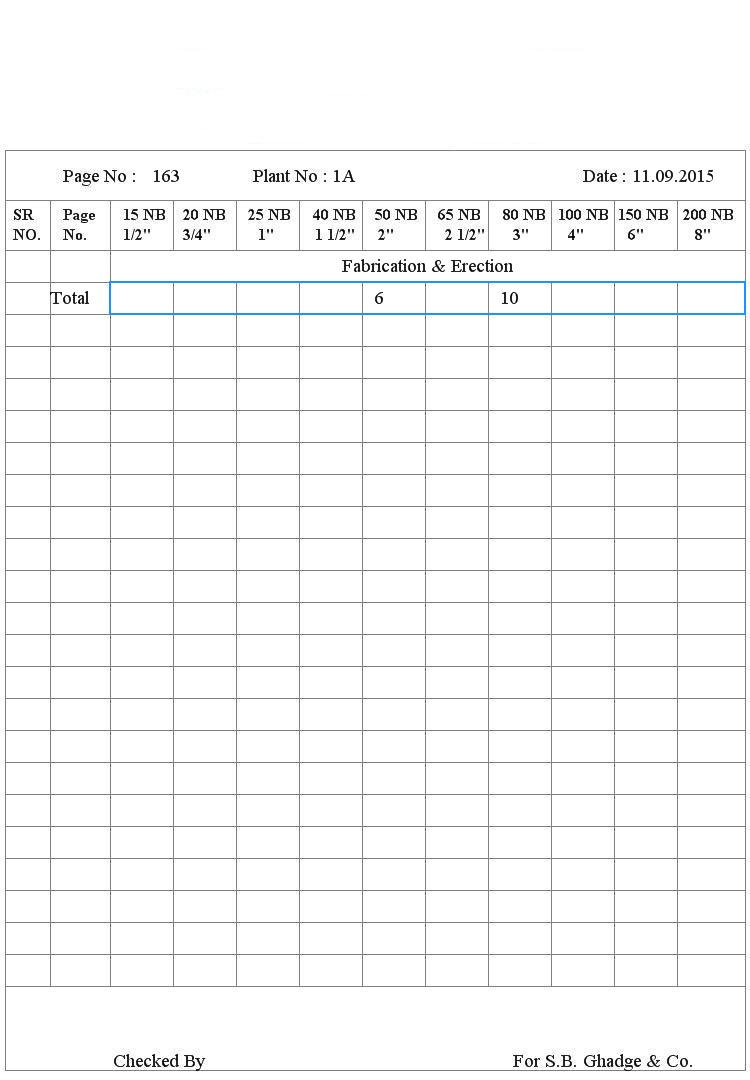 Page No : 163 Plant No : 1A Date : 11.09.2015
SR Page 15 NB 20 NB 25 NB 40 NB 50 NB 65 NB 80 NB 100 NB 150 NB 200 NB
NO. No. 1/2" 3/4" 1" 1 1/2" 2" 2 1/2" 3" 4" 6" 8"
Fabrication & Erection
Total 6 10
Checked By For S.B. Ghadge & Co.